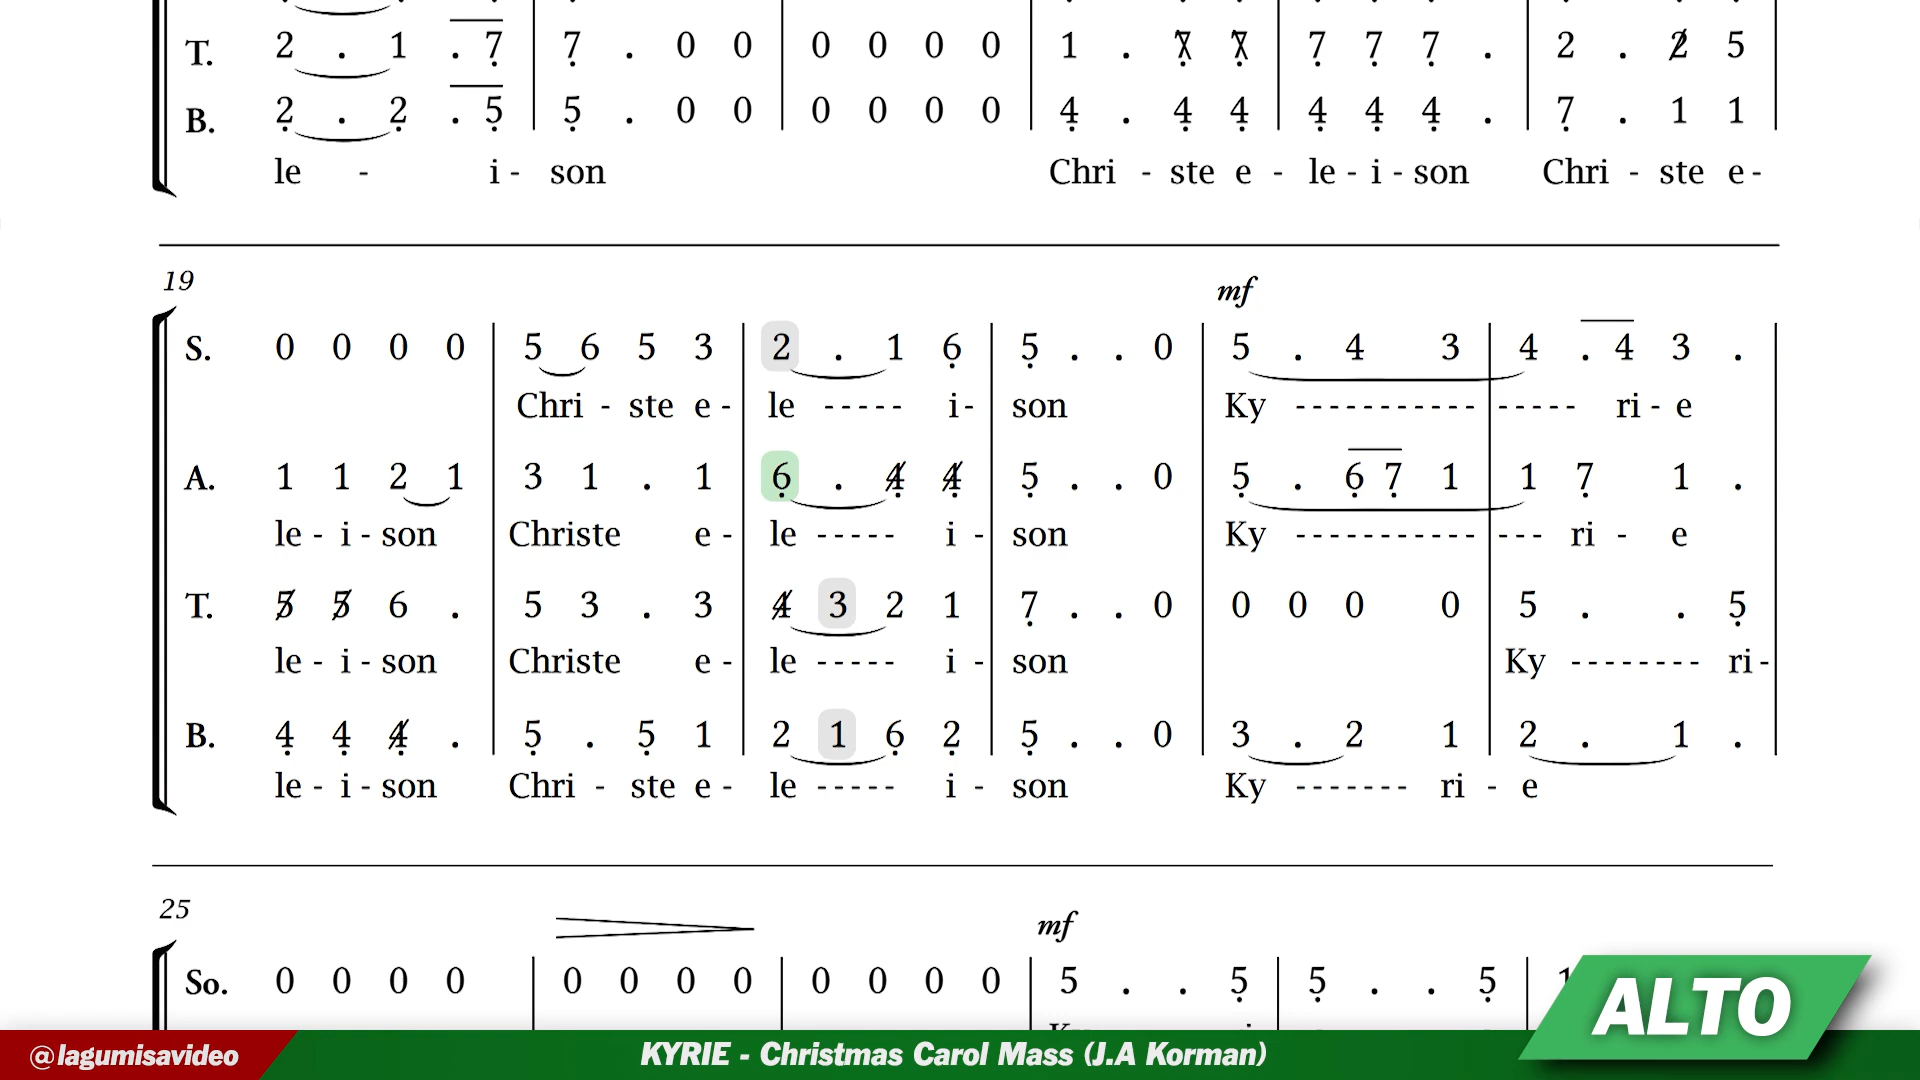 T. 2 . 1 . 7̣ | 7̣ . 0 0 | 0 0 0 0 | 1 . 7̣ 7̣ | 7̣ 7̣ 7̣ . | 2 . 2 5
B. 2̣ . 2̣ . 5̣ | 5̣ . 0 0 | 0 0 0 0 | 4̣ . 4̣ 4̣ | 4̣ 4̣ 4̣ . | 7̣ . 1 1
le - i - son Chri - ste e - le - i - son Chri - ste e -
19
mf
S. 0 0 0 0 | 5 6 5 3 | 2 . 1 6̣ | 5̣ . . 0 | 5 . 4 3 | 4 . 4 3 .
Chri - ste e - le ----- i - son Ky ----------- ----- ri - e
A. 1 1 2 1 | 3 1 . 1 | 6̣ . 4̣ 4̣ | 5̣ . . 0 | 5̣ . 6̣ 7̣ 1 | 1 7̣ 1 .
le - i - son Christe e - le ----- i - son Ky ----------- --- ri - e
T. 5 5 6 . | 5 3 . 3 | 4 3 2 1 | 7̣ . . 0 | 0 0 0 0 | 5 . . 5̣
le - i - son Christe e - le ----- i - son Ky -------- ri -
B. 4̣ 4̣ 4̣ . | 5̣ . 5̣ 1 | 2 1 6̣ 2̣ | 5̣ . . 0 | 3 . 2 1 | 2 . 1 .
le - i - son Chri - ste e - le ----- i - son Ky ------- ri - e
25
mf
So. 0 0 0 0 | 0 0 0 0 | 0 0 0 0 | 5 . . 5̣ | 5̣ . . 5̣ |
ALTO
@lagumisavideo
KYRIE - Christmas Carol Mass (J.A Korman)